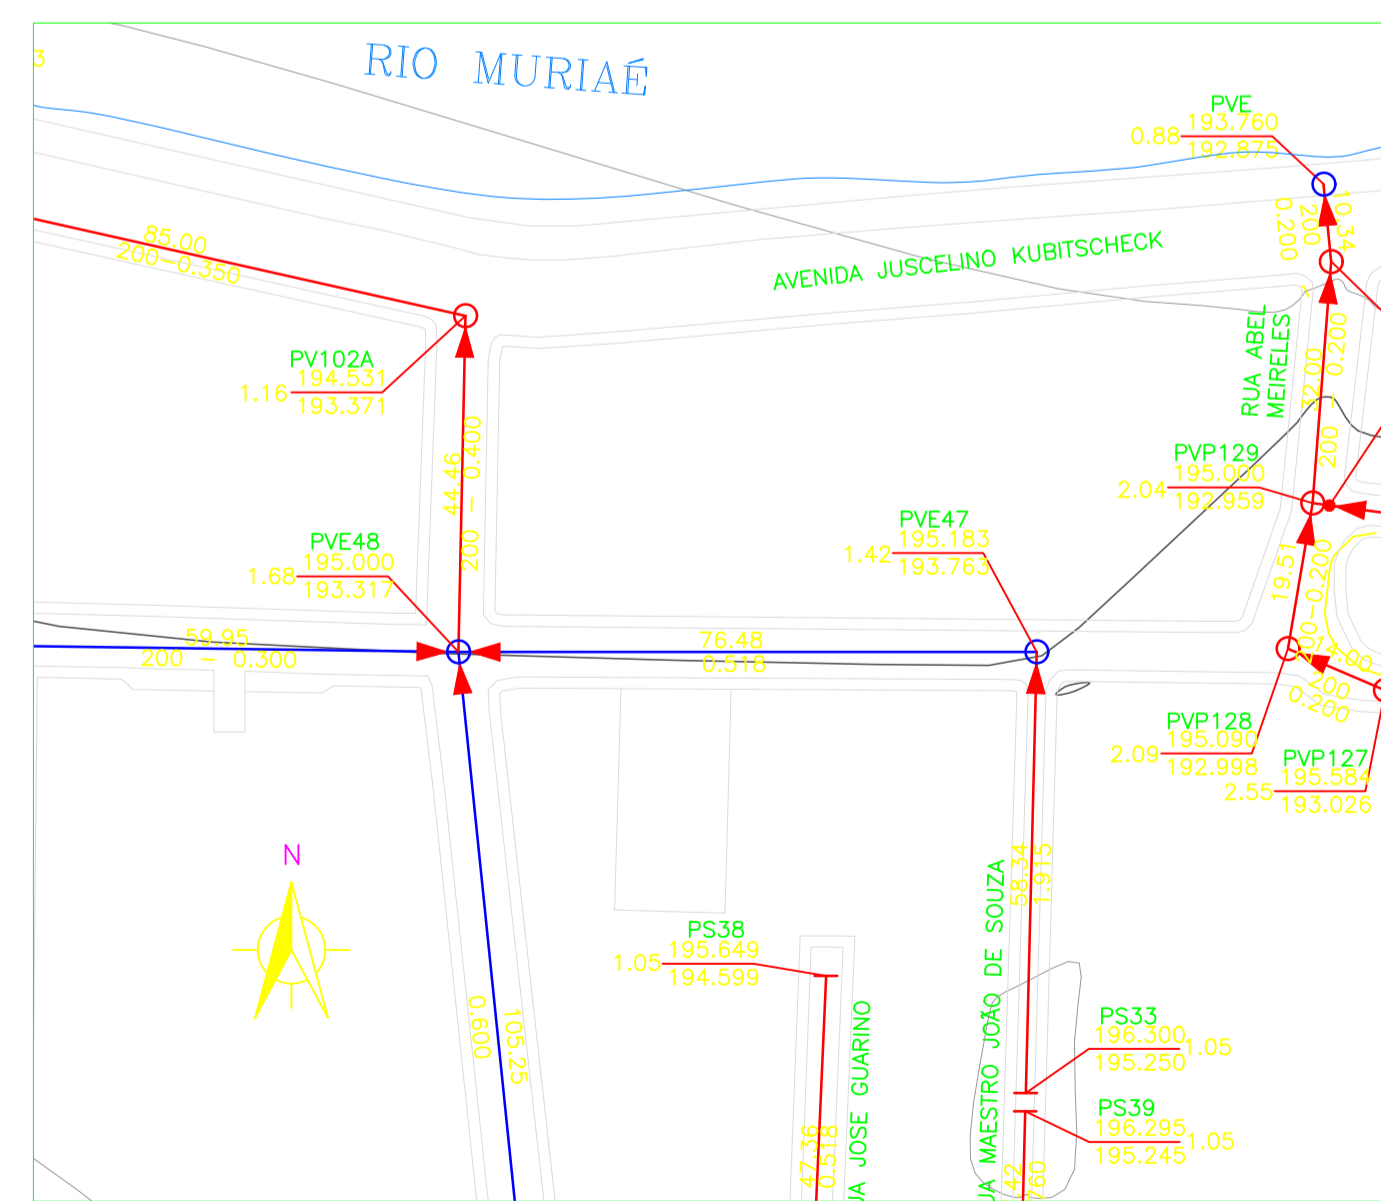 RIO MURIAÉ
3
PVE
193.760
0.88
192.875
85.00
200-0.350
AVENIDA JUSCELINO KUBITSCHECK
0.200
200
10.34
PV102A
194.531
1.16
193.371
RUA ABEL
MEIRELES
32.00
200 - 0.200
44.46
200 - 0.400
PVP129
195.000
2.04
192.959
PVE48
195.000
1.68
193.317
PVE47
195.183
1.42
193.763
19.51
200-0.200
59.95
200 - 0.300
76.48
0.518
14.00
200
0.200
PVP128
195.090
2.09
192.998
PVP127
195.584
2.55
193.026
N
58.34
1.915
PS38
195.649
1.05
194.599
0.600
105.25
UA JOSE GUARINO
UA MAESTRO JOÃO DE SOUZA
PS33
196.300
1.05
195.250
PS39
196.295
1.05
195.245
47.36
0.518
.42
760